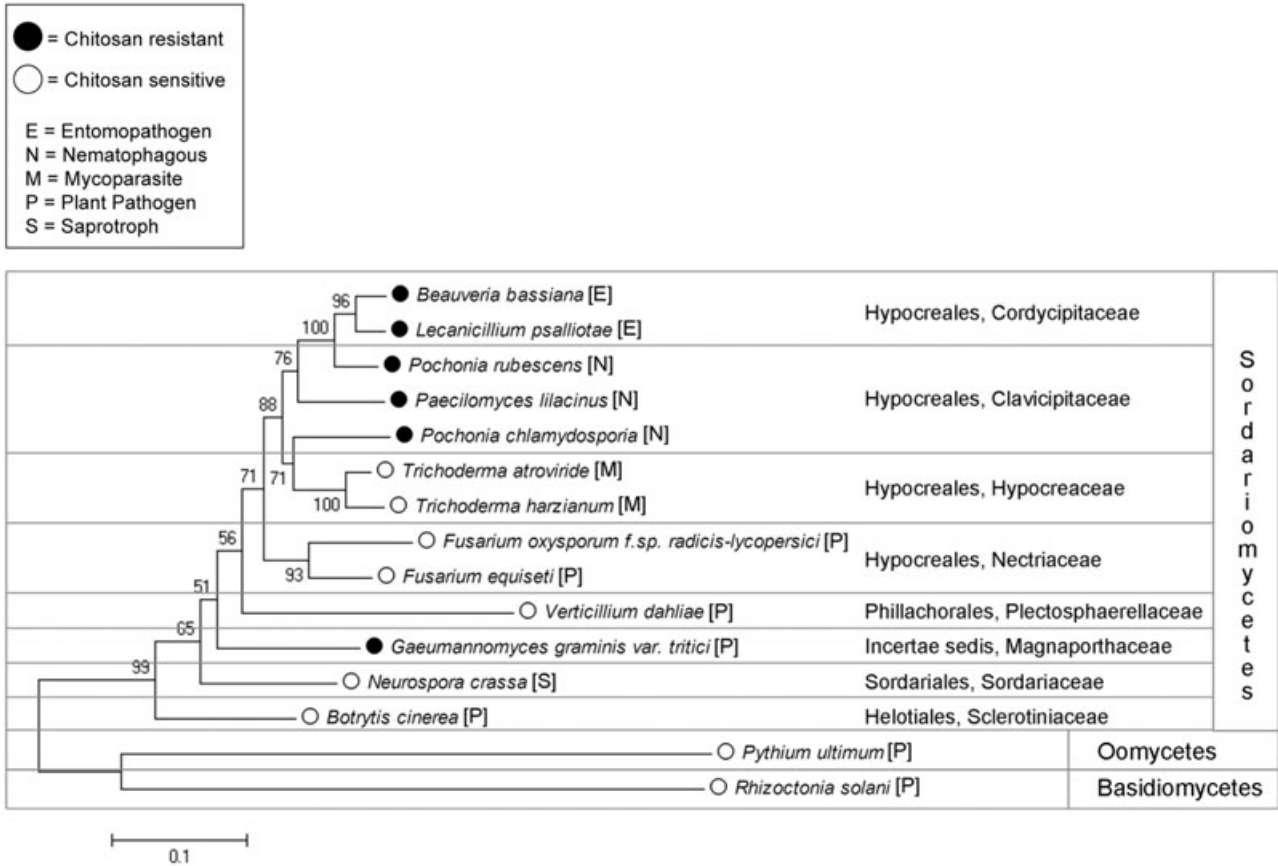 = Chitosan resistant
= Chitosan sensitive
E = Entomopathogen
N = Nematophagous
M = Mycoparasite
P = Plant Pathogen
S = Saprotroph
96 Beauveria bassiana [E]
Hypocreales, Cordycipitaceae
100 Lecanicillium psalliotae [E]
76 Pochonia rubescens [N]
Paecilomyces lilacinus [N] Hypocreales, Clavicipitaceae
88
Pochonia chlamydosporia [N]
71 71 Trichoderma atroviride [M]
Hypocreales, Hypocreaceae
100 Trichoderma harzianum [M]
56 Fusarium oxysporum f.sp. radicis-lycopersici [P]
Hypocreales, Nectriaceae
93 Fusarium equiseti [P]
51
Verticillium dahliae [P] Phillachorales, Plectosphaerellaceae
65
Gaeumannomyces graminis var. tritici [P] Incertae sedis, Magnaporthaceae
99
Neurospora crassa [S] Sordariales, Sordariaceae
Botrytis cinerea [P] Helotiales, Sclerotiniaceae
Sordariomycetes
Pythium ultimum [P] Oomycetes
Rhizoctonia solani [P] Basidiomycetes
0.1